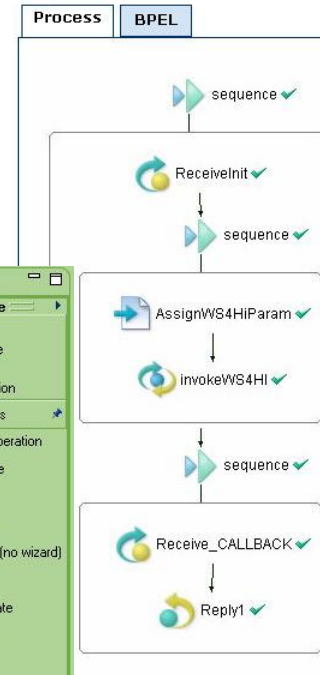 Process BPEL
sequence
ReceiveInit
sequence
AssignWS4HiParam
invokeWS4HI
sequence
Receive_CALLBACK
Reply1
(no wizard)